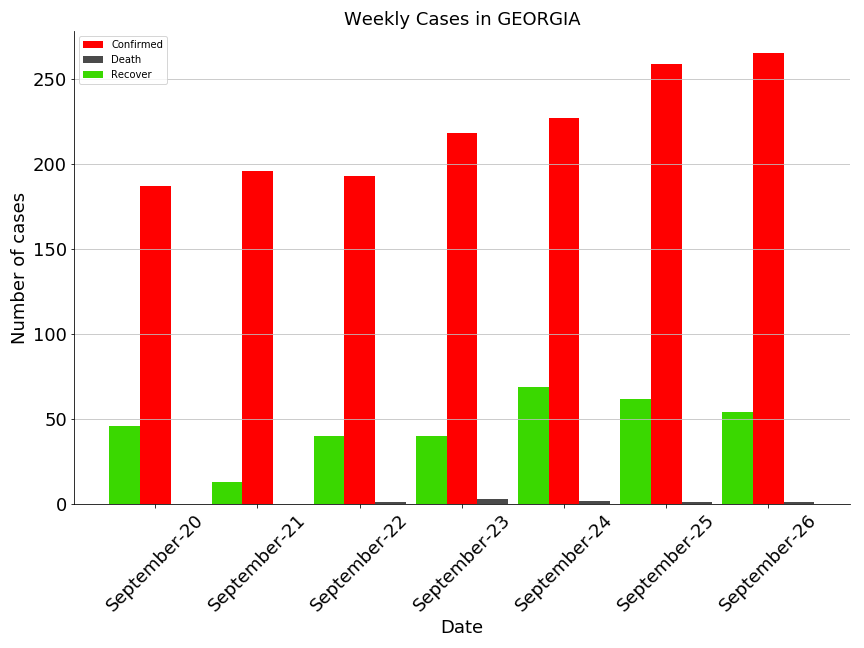 Weekly Cases in GEORGIA
Confirmed
Death
Recover
Number of cases
250
200
150
100
50
0
September-20
September-21
September-22
September-23
September-24
September-25
September-26
Date